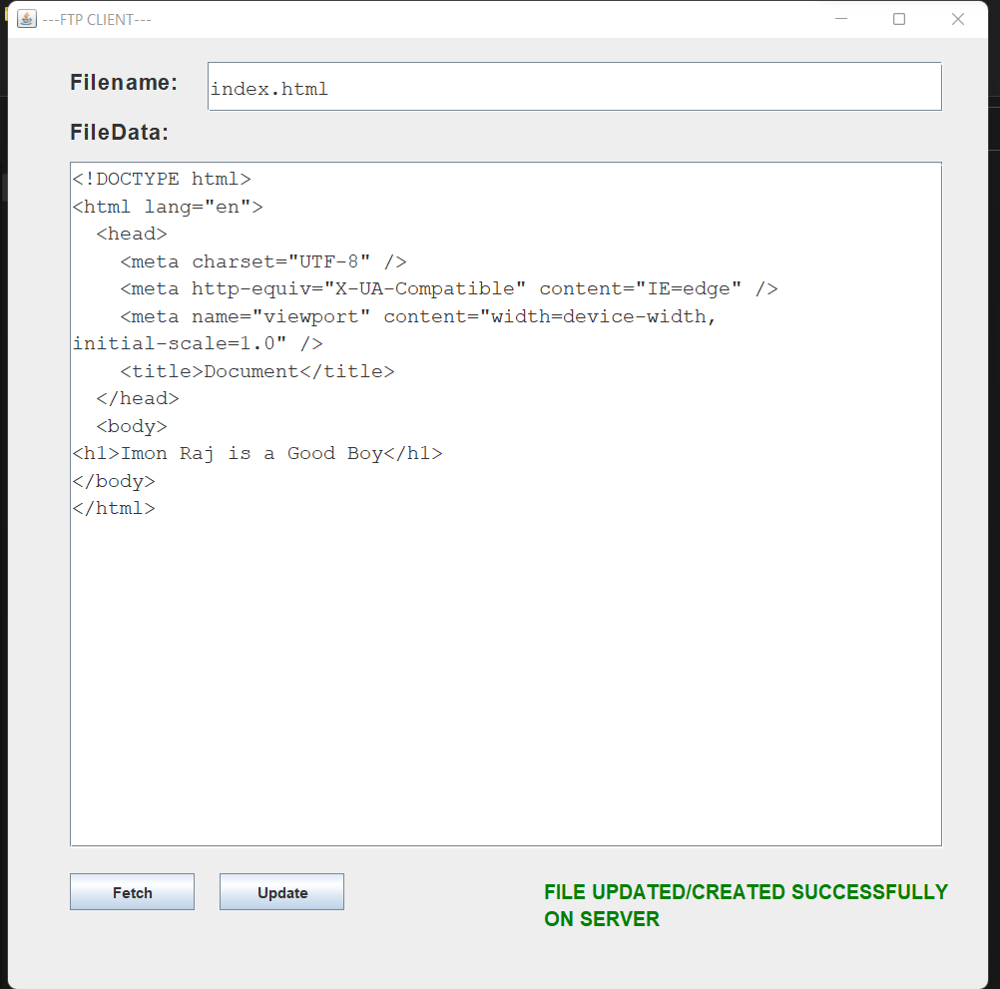 ---FTP CLIENT---
Filename:
index.html
FileData:
<!DOCTYPE html>
<html lang="en">
  <head>
    <meta charset="UTF-8" />
    <meta http-equiv="X-UA-Compatible" content="IE=edge" />
    <meta name="viewport" content="width=device-width,
initial-scale=1.0" />
    <title>Document</title>
  </head>
  <body>
<h1>Imon Raj is a Good Boy</h1>
</body>
</html>
Fetch
Update
FILE UPDATED/CREATED SUCCESSFULLY
ON SERVER